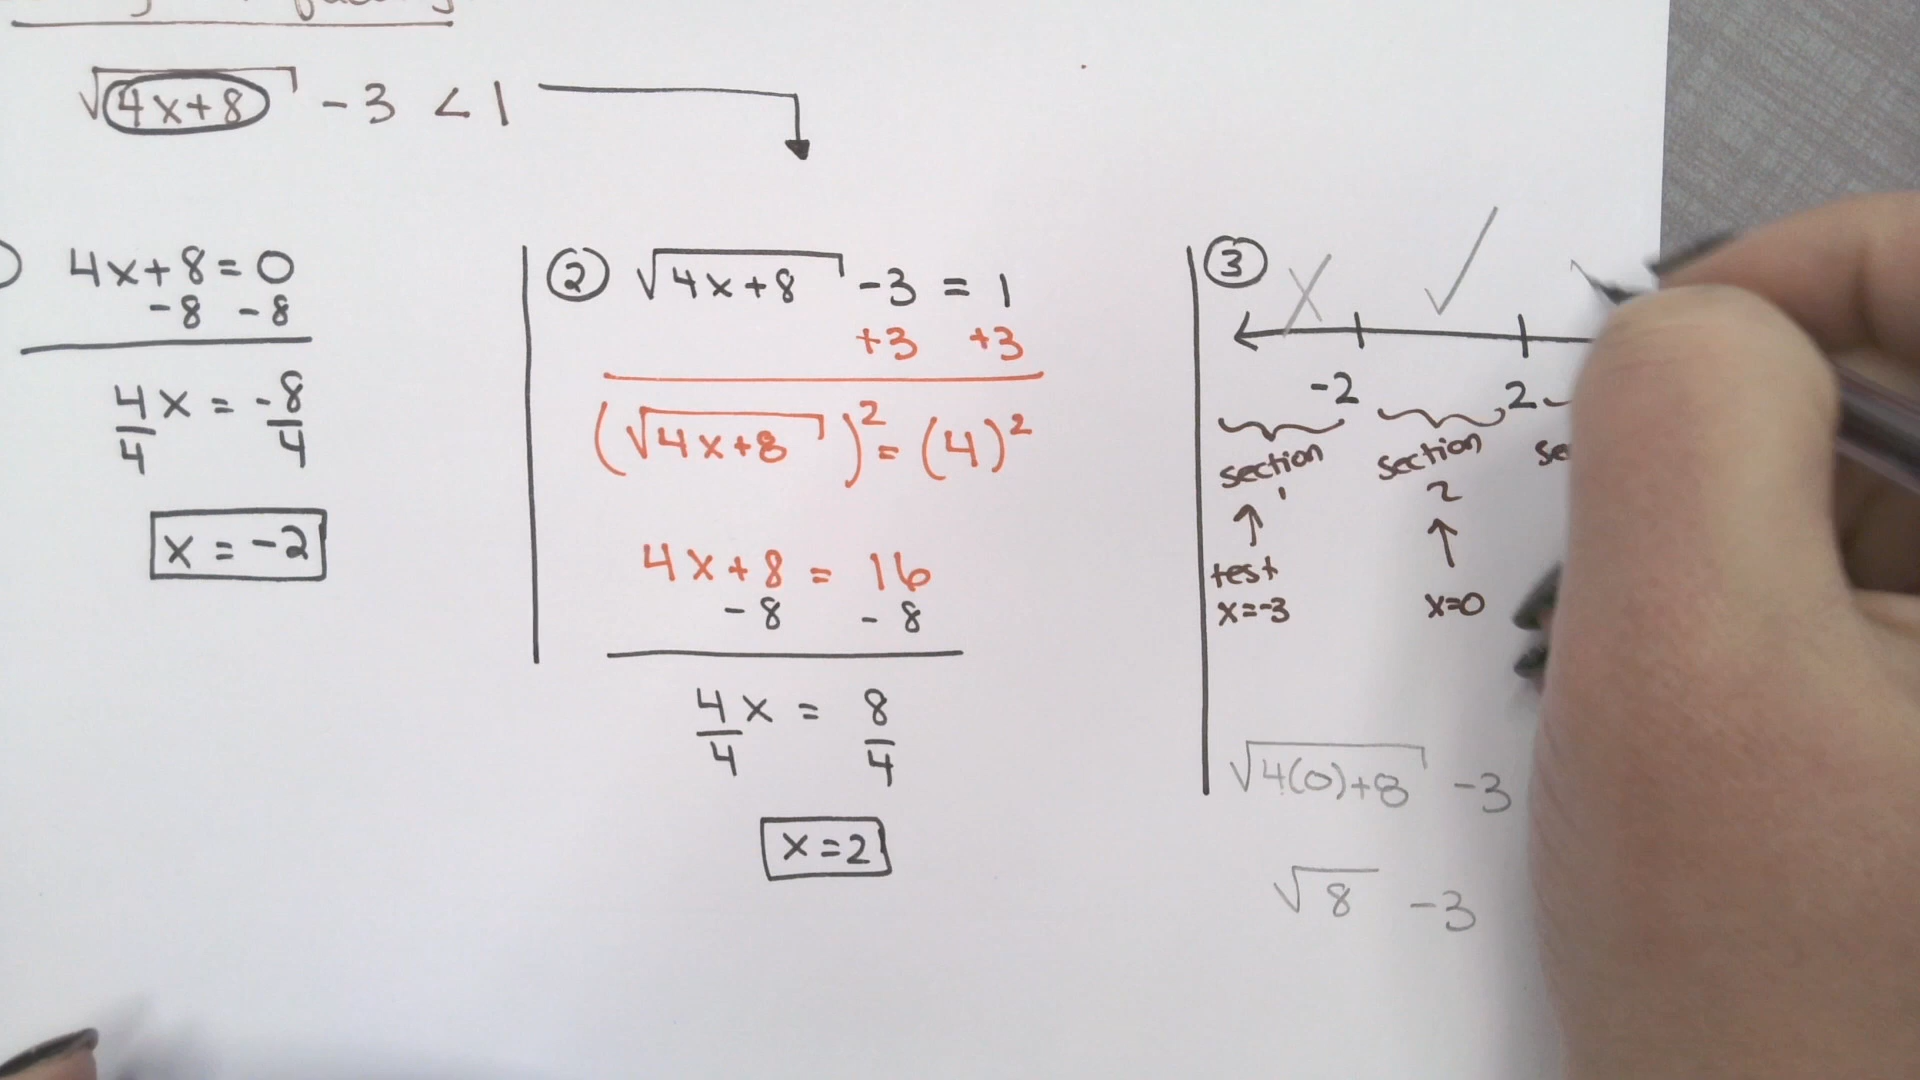 √4x+8 - 3 < 1
4x+8=0
-8 -8
4/4 x = -8/4
x = -2
② √4x+8 -3 = 1
+3 +3
(√4x+8)² = (4)²
4x+8 = 16
-8 -8
4/4 x = 8/4
x=2
③
-2 2
section 1
section 2
test x=-3
x=0
√4(0)+8 -3
√8 -3